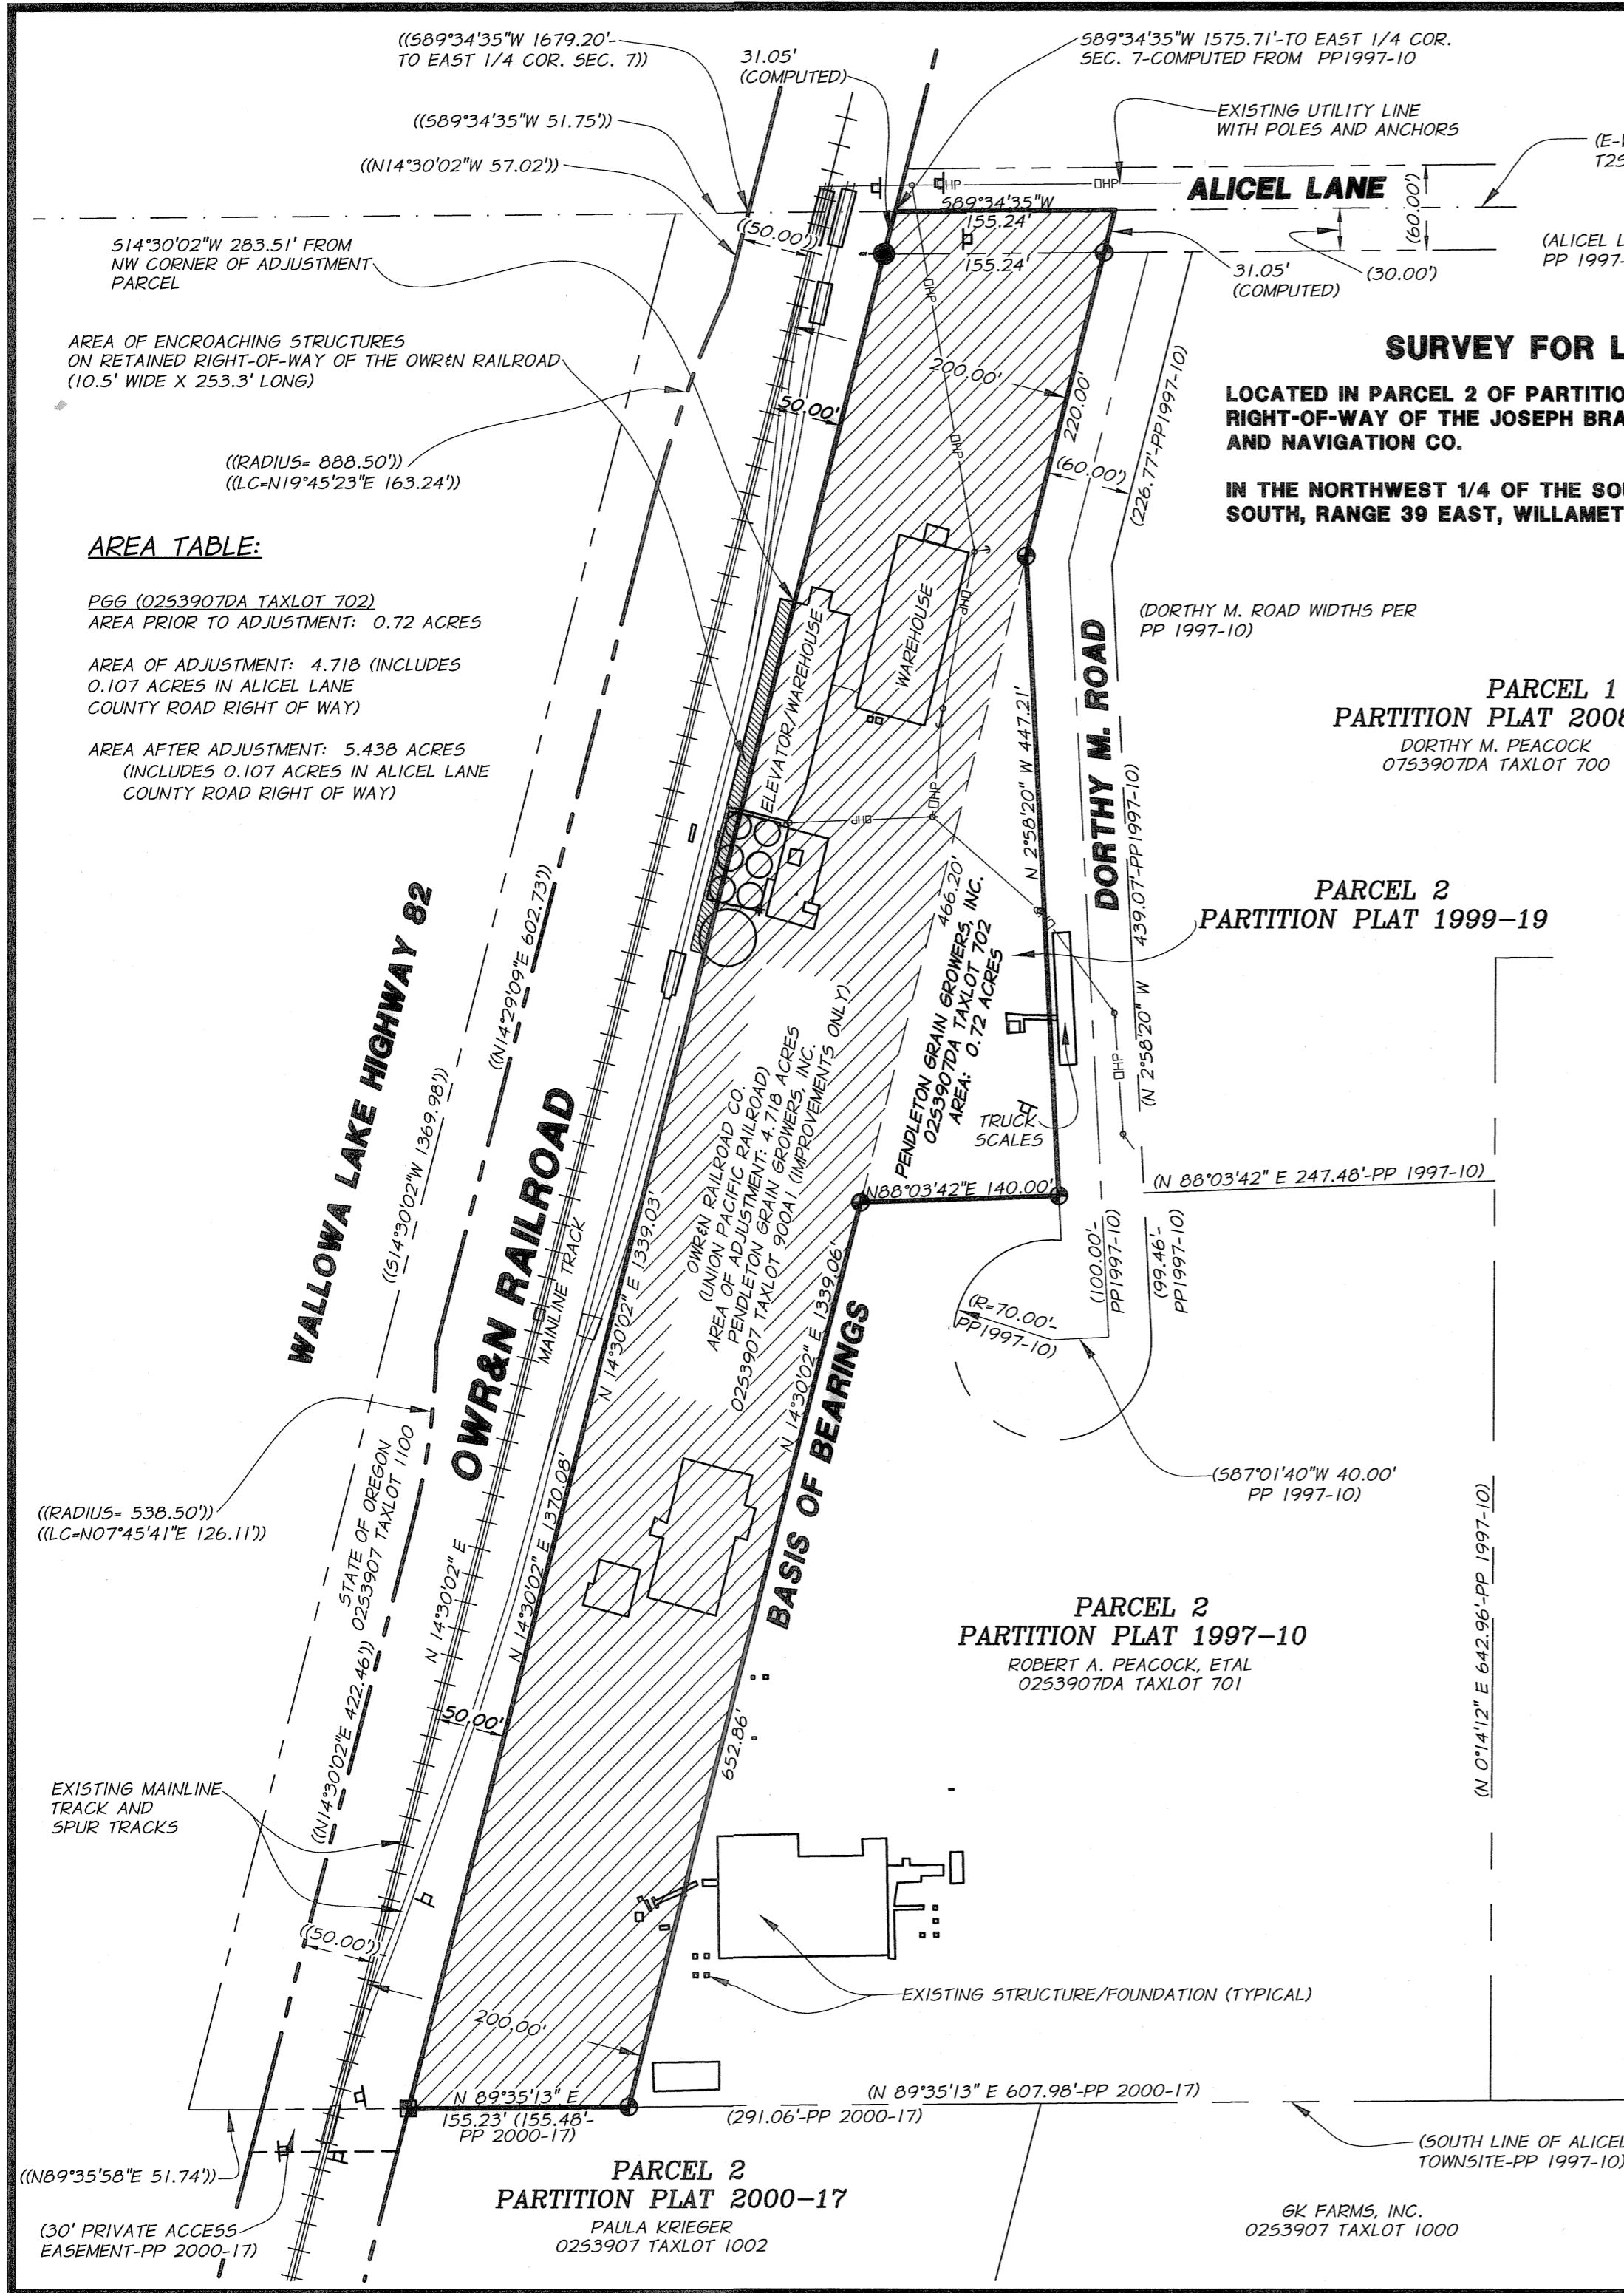 ((S89°34'35"W 1679.20'-
TO EAST 1/4 COR. SEC. 7))
31.05'
(COMPUTED)
S89°34'35"W 1575.71'-TO EAST 1/4 COR.
SEC. 7-COMPUTED FROM PP1997-10
((S89°34'35"W 51.75'))
EXISTING UTILITY LINE
WITH POLES AND ANCHORS
((N14°30'02"W 57.02'))
OHP
OHP
ALICEL LANE
(60.00')
S89°34'35"W
155.24'
155.24'
((50.00'))
31.05'
(COMPUTED)
(30.00')
S14°30'02"W 283.51' FROM
NW CORNER OF ADJUSTMENT
PARCEL
AREA OF ENCROACHING STRUCTURES
ON RETAINED RIGHT-OF-WAY OF THE OWR&N RAILROAD
(10.5' WIDE X 253.3' LONG)
OHP
200.00'
50.00'
220.00'
(60.00')
(226.77'-PP1997-10)
SURVEY FOR
LOCATED IN PARCEL 2 OF
RIGHT-OF-WAY OF THE JOSEPH
AND NAVIGATION CO.
IN THE NORTHWEST 1/4 OF THE
SOUTH, RANGE 39 EAST,
((RADIUS= 888.50'))
((LC=N19°45'23"E 163.24'))
AREA TABLE:
PGG (02S3907DA TAXLOT 702)
AREA PRIOR TO ADJUSTMENT: 0.72 ACRES
AREA OF ADJUSTMENT: 4.718 (INCLUDES
0.107 ACRES IN ALICEL LANE
COUNTY ROAD RIGHT OF WAY)
AREA AFTER ADJUSTMENT: 5.438 ACRES
(INCLUDES 0.107 ACRES IN ALICEL LANE
COUNTY ROAD RIGHT OF WAY)
OHP
OHP
WAREHOUSE
ELEVATOR/WAREHOUSE
OHP
OHP
(DORTHY M. ROAD WIDTHS PER
PP 1997-10)
DORTHY M. ROAD
N 2°58'20" W 447.21'
(N 2°58'20" W 439.07'-PP1997-10)
PARCEL 1
PARTITION PLAT
DORTHY M. PEACOCK
07S3907DA TAXLOT 700
PARCEL 2
PARTITION PLAT 1999-19
466.20'
PENDLETON GRAIN GROWERS, INC.
02S3907DA TAXLOT 702
AREA: 0.72 ACRES
OHP
TRUCK
SCALES
WALLOWA LAKE HIGHWAY 82
((S14°30'02"W 1369.98'))
((N14°29'09"E 602.73'))
OWR&N RAILROAD
MAINLINE TRACK
N 14°30'02" E 1339.03'
OWR&N RAILROAD CO.
(UNION PACIFIC RAILROAD)
AREA OF ADJUSTMENT: 4.718 ACRES
PENDLETON GRAIN GROWERS, INC.
02S3907 TAXLOT 900A1 (IMPROVEMENTS ONLY)
N88°03'42"E 140.00'
(N 88°03'42" E 247.48'-PP 1997-10)
(100.00'-
PP1997-10)
(99.46'-
PP1997-10)
(R=70.00'-
PP1997-10)
N 14°30'02" E 1339.06'
BASIS OF BEARINGS
(S87°01'40"W 40.00'
PP 1997-10)
((RADIUS= 538.50'))
((LC=N07°45'41"E 126.11'))
STATE OF OREGON
02S3907 TAXLOT 1100
((N14°30'02"E 422.46'))
N 14°30'02" E
N 14°30'02" E 1370.08'
50.00'
(N 0°14'12" E 642.96'-PP 1997-10)
PARCEL 2
PARTITION PLAT 1997-10
ROBERT A. PEACOCK, ETAL
02S3907DA TAXLOT 701
652.86'
EXISTING MAINLINE
TRACK AND
SPUR TRACKS
((50.00'))
200.00'
EXISTING STRUCTURE/FOUNDATION (TYPICAL)
N 89°35'13" E
155.23' (155.48'-
PP 2000-17)
(N 89°35'13" E 607.98'-PP 2000-17)
(291.06'-PP 2000-17)
(SOUTH LINE OF ALICEL
TOWNSITE-PP 1997-10)
((N89°35'58"E 51.74'))
(30' PRIVATE ACCESS
EASEMENT-PP 2000-17)
PARCEL 2
PARTITION PLAT 2000-17
PAULA KRIEGER
02S3907 TAXLOT 1002
GK FARMS, INC.
02S3907 TAXLOT 1000